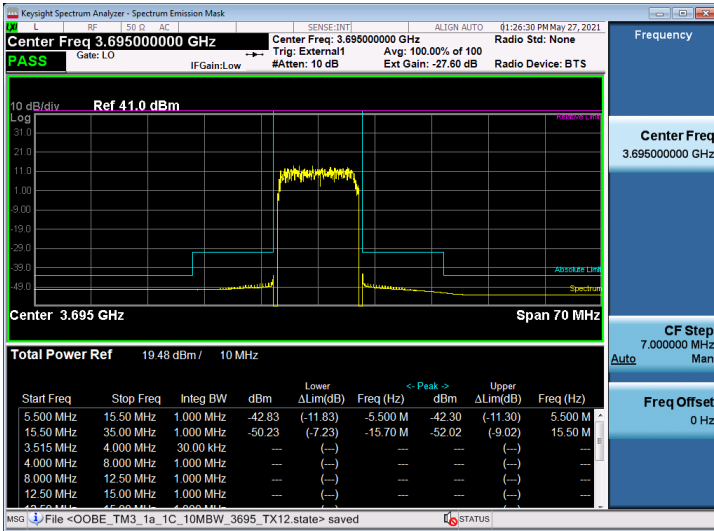 Keysight Spectrum Analyzer - Spectrum Emission Mask
LXI L RF 50 Ω AC SENSE:INT ALIGN AUTO 01:26:30 PM May 27, 2021
Center Freq 3.695000000 GHz
Center Freq: 3.695000000 GHz Radio Std: None
Gate: LO Trig: External1 Avg: 100.00% of 100
PASS IFGain:Low #Atten: 10 dB Ext Gain: -27.60 dB Radio Device: BTS
10 dB/div Ref 41.0 dBm
Log
Relative Limit
31.0
21.0
11.0
1.00
-9.00
-19.0
-29.0
-39.0
Absolute Limit
-49.0
Spectrum
Center 3.695 GHz Span 70 MHz
Total Power Ref 19.48 dBm / 10 MHz
Lower <- Peak -> Upper
Start Freq Stop Freq Integ BW dBm ΔLim(dB) Freq (Hz) dBm ΔLim(dB) Freq (Hz)
5.500 MHz 15.50 MHz 1.000 MHz -42.83 (-11.83) -5.500 M -42.30 (-11.30) 5.500 M
15.50 MHz 35.00 MHz 1.000 MHz -50.23 (-7.23) -15.70 M -52.02 (-9.02) 15.50 M
3.515 MHz 4.000 MHz 30.00 kHz --- (---) --- --- (---) ---
4.000 MHz 8.000 MHz 1.000 MHz --- (---) --- --- (---) ---
8.000 MHz 12.50 MHz 1.000 MHz --- (---) --- --- (---) ---
12.50 MHz 15.00 MHz 1.000 MHz --- (---) --- --- (---) ---
MSG File <OOBE_TM3_1a_1C_10MBW_3695_TX12.state> saved STATUS
Frequency
Center Freq
3.695000000 GHz
CF Step
7.000000 MHz
Auto Man
Freq Offset
0 Hz